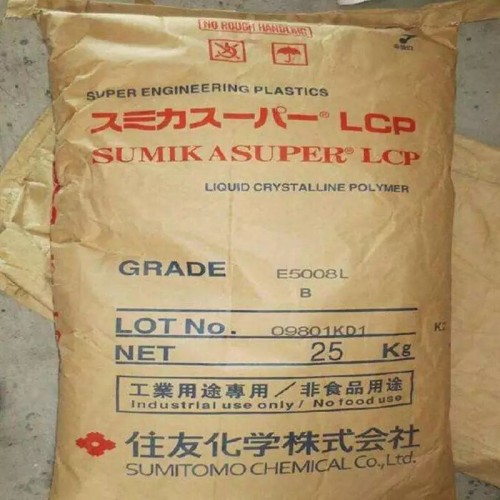 NO ROUGH HANDLING
SUPER ENGINEERING PLASTICS
スミカスーパー® LCP
SUMIKASUPER® LCP
LIQUID CRYSTALLINE POLYMER
GRADE E5008L
B
LOT No. 09801KD1
NET 25 Kg
工業用途專用／非食品用途
Industrial use only / No food use
住友化学株式会社
SUMITOMO CHEMICAL Co., Ltd.